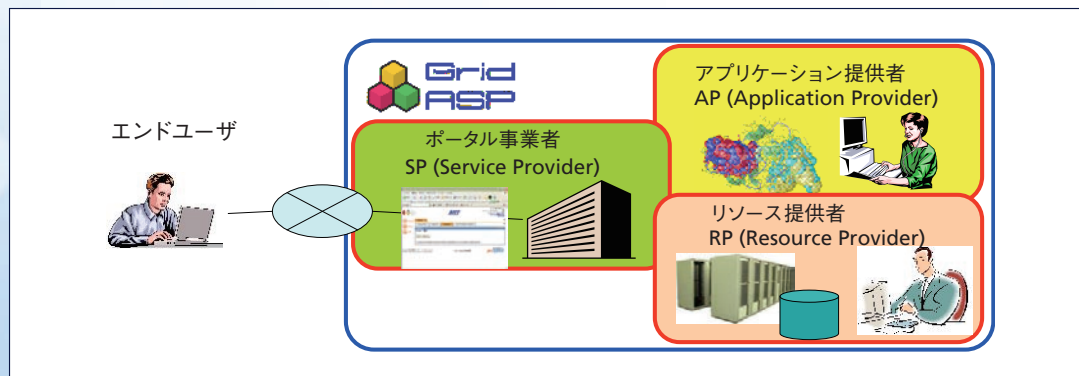 Grid
ASP
エンドユーザ
ポータル事業者
SP (Service Provider)
アプリケーション提供者
AP (Application Provider)
リソース提供者
RP (Resource Provider)